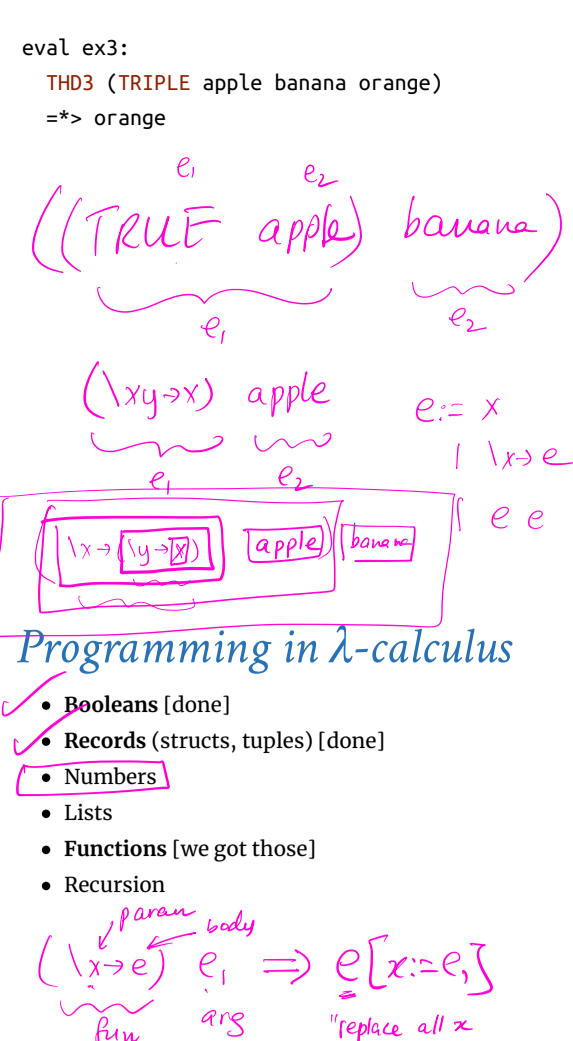 eval ex3:
THD3 (TRIPLE apple banana orange)
=*> orange
e₁ e₂
((TRUE apple) banana)
e₁ e₂
(\xy->x) apple
e₁ e₂
e:= x
| \x->e
| e e
(\x->(\y->x) apple) banana
Programming in λ-calculus
• Booleans [done]
• Records (structs, tuples) [done]
• Numbers
• Lists
• Functions [we got those]
• Recursion
param body
(\x->e) e₁ => e[x:=e₁]
fun arg "replace all x